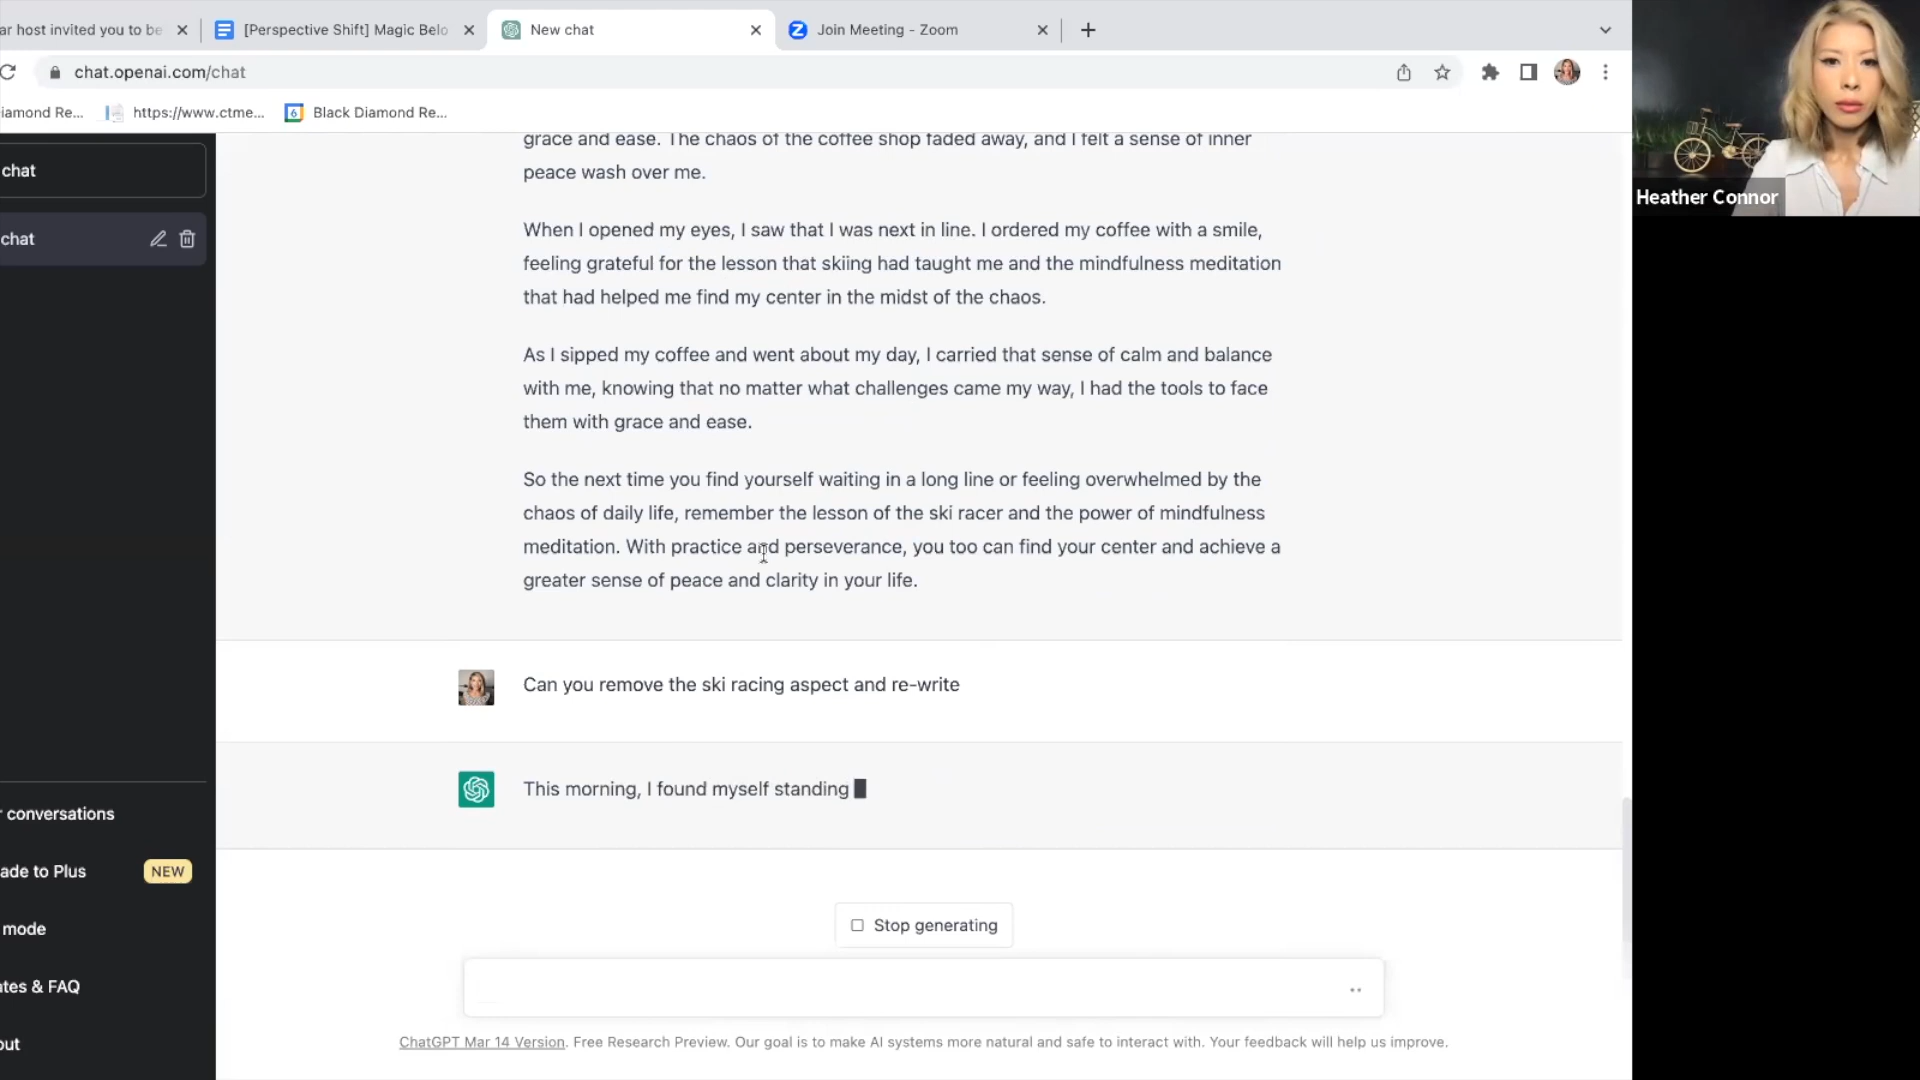 ar host invited you to be
[Perspective Shift] Magic Belo
New chat
Join Meeting - Zoom
chat.openai.com/chat
iamond Re...
https://www.ctme...
Black Diamond Re...
Heather Connor
chat
chat
conversations
ade to Plus
NEW
mode
ates & FAQ
out
grace and ease. The chaos of the coffee shop faded away, and I felt a sense of inner
peace wash over me.
When I opened my eyes, I saw that I was next in line. I ordered my coffee with a smile,
feeling grateful for the lesson that skiing had taught me and the mindfulness meditation
that had helped me find my center in the midst of the chaos.
As I sipped my coffee and went about my day, I carried that sense of calm and balance
with me, knowing that no matter what challenges came my way, I had the tools to face
them with grace and ease.
So the next time you find yourself waiting in a long line or feeling overwhelmed by the
chaos of daily life, remember the lesson of the ski racer and the power of mindfulness
meditation. With practice and perseverance, you too can find your center and achieve a
greater sense of peace and clarity in your life.
Can you remove the ski racing aspect and re-write
This morning, I found myself standing
Stop generating
ChatGPT Mar 14 Version. Free Research Preview. Our goal is to make AI systems more natural and safe to interact with. Your feedback will help us improve.